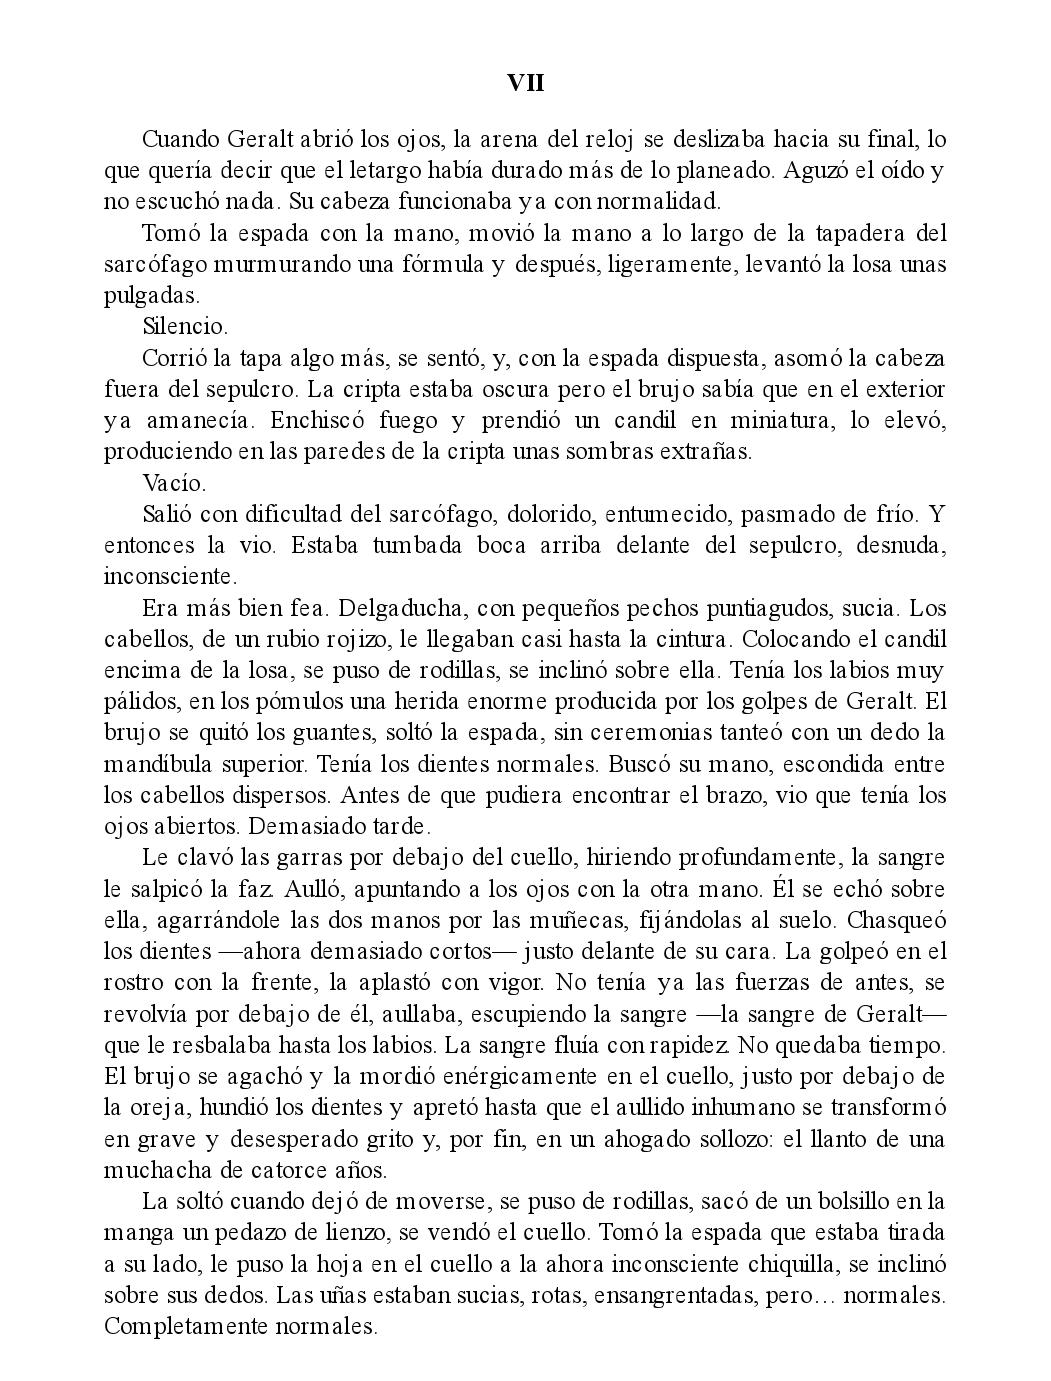 VII
Cuando Geralt abrió los ojos, la arena del reloj se deslizaba hacia su final, lo
que quería decir que el letargo había durado más de lo planeado. Aguzó el oído y
no escuchó nada. Su cabeza funcionaba ya con normalidad.
Tomó la espada con la mano, movió la mano a lo largo de la tapadera del
sarcófago murmurando una fórmula y después, ligeramente, levantó la losa unas
pulgadas.
Silencio.
Corrió la tapa algo más, se sentó, y, con la espada dispuesta, asomó la cabeza
fuera del sepulcro. La cripta estaba oscura pero el brujo sabía que en el exterior
ya amanecía. Enchiscó fuego y prendió un candil en miniatura, lo elevó,
produciendo en las paredes de la cripta unas sombras extrañas.
Vacío.
Salió con dificultad del sarcófago, dolorido, entumecido, pasmado de frío. Y
entonces la vio. Estaba tumbada boca arriba delante del sepulcro, desnuda,
inconsciente.
Era más bien fea. Delgaducha, con pequeños pechos puntiagudos, sucia. Los
cabellos, de un rubio rojizo, le llegaban casi hasta la cintura. Colocando el candil
encima de la losa, se puso de rodillas, se inclinó sobre ella. Tenía los labios muy
pálidos, en los pómulos una herida enorme producida por los golpes de Geralt. El
brujo se quitó los guantes, soltó la espada, sin ceremonias tanteó con un dedo la
mandíbula superior. Tenía los dientes normales. Buscó su mano, escondida entre
los cabellos dispersos. Antes de que pudiera encontrar el brazo, vio que tenía los
ojos abiertos. Demasiado tarde.
Le clavó las garras por debajo del cuello, hiriendo profundamente, la sangre
le salpicó la faz. Aulló, apuntando a los ojos con la otra mano. Él se echó sobre
ella, agarrándole las dos manos por las muñecas, fijándolas al suelo. Chasqueó
los dientes —ahora demasiado cortos— justo delante de su cara. La golpeó en el
rostro con la frente, la aplastó con vigor. No tenía ya las fuerzas de antes, se
revolvía por debajo de él, aullaba, escupiendo la sangre —la sangre de Geralt—
que le resbalaba hasta los labios. La sangre fluía con rapidez. No quedaba tiempo.
El brujo se agachó y la mordió enérgicamente en el cuello, justo por debajo de
la oreja, hundió los dientes y apretó hasta que el aullido inhumano se transformó
en grave y desesperado grito y, por fin, en un ahogado sollozo: el llanto de una
muchacha de catorce años.
La soltó cuando dejó de moverse, se puso de rodillas, sacó de un bolsillo en la
manga un pedazo de lienzo, se vendó el cuello. Tomó la espada que estaba tirada
a su lado, le puso la hoja en el cuello a la ahora inconsciente chiquilla, se inclinó
sobre sus dedos. Las uñas estaban sucias, rotas, ensangrentadas, pero… normales.
Completamente normales.